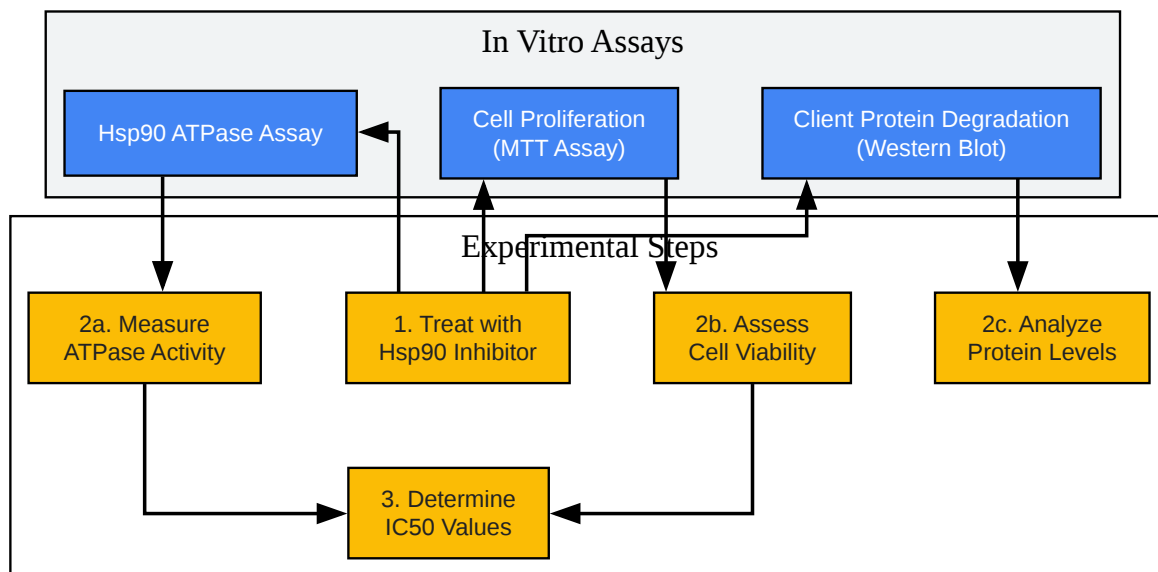 In Vitro Assays
Hsp90 ATPase Assay
Cell Proliferation
(MTT Assay)
Client Protein Degradation
(Western Blot)
Experimental Steps
2a. Measure
ATPase Activity
1. Treat with
Hsp90 Inhibitor
2b. Assess
Cell Viability
2c. Analyze
Protein Levels
3. Determine
IC50 Values